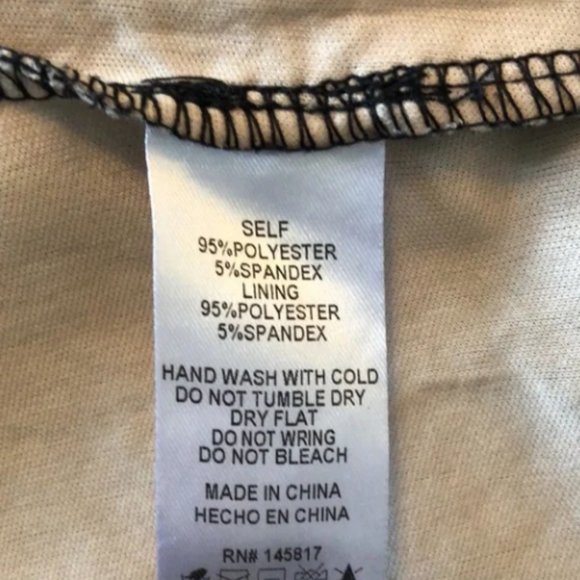 SELF
95%POLYESTER
5%SPANDEX
LINING
95%POLYESTER
5%SPANDEX
HAND WASH WITH COLD
DO NOT TUMBLE DRY
DRY FLAT
DO NOT WRING
DO NOT BLEACH
MADE IN CHINA
HECHO EN CHINA
RN# 145817